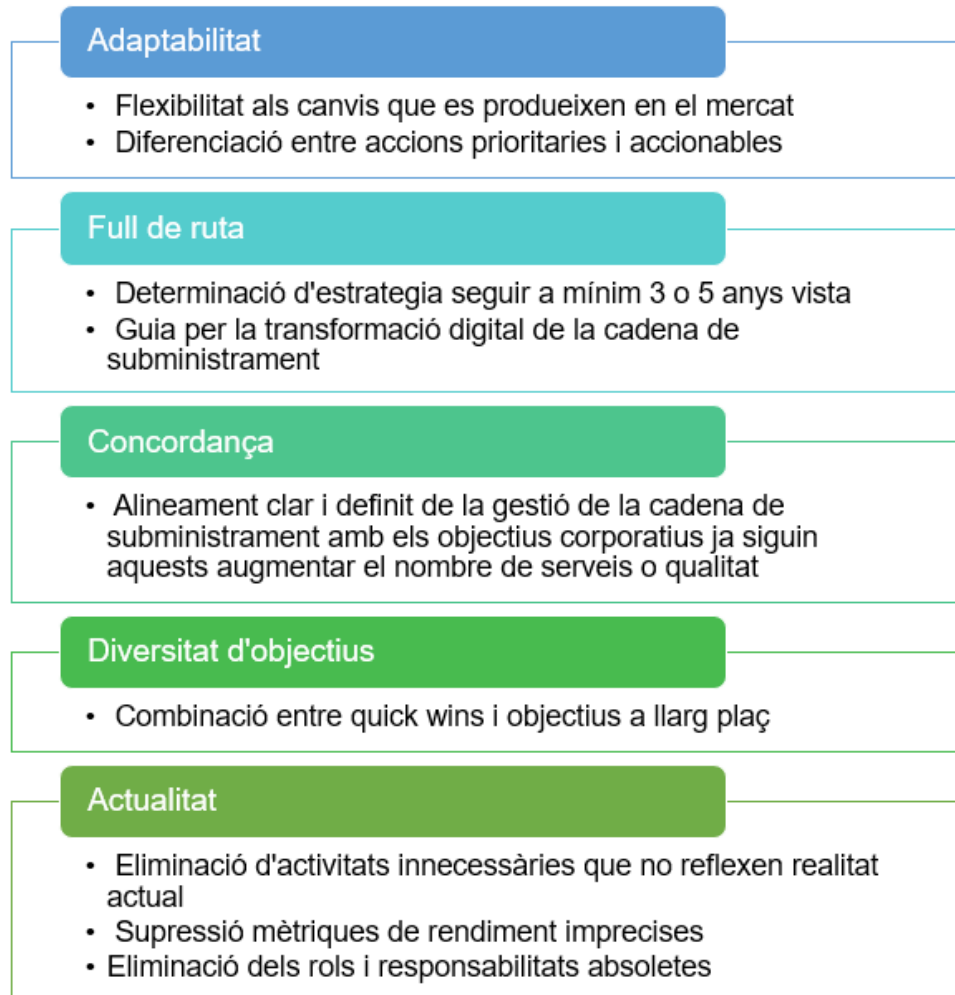 Adaptabilitat
• Flexibilitat als canvis que es produeixen en el mercat
• Diferenciació entre accions prioritaries i accionables
Full de ruta
• Determinació d'estrategia seguir a mínim 3 o 5 anys vista
• Guia per la transformació digital de la cadena de
subministrament
Concordança
• Alineament clar i definit de la gestió de la cadena de
subministrament amb els objectius corporatius ja siguin
aquests augmentar el nombre de serveis o qualitat
Diversitat d'objectius
• Combinació entre quick wins i objectius a llarg plaç
Actualitat
• Eliminació d'activitats innecessàries que no reflexen realitat
actual
• Supressió mètriques de rendiment imprecises
• Eliminació dels rols i responsabilitats absoletes